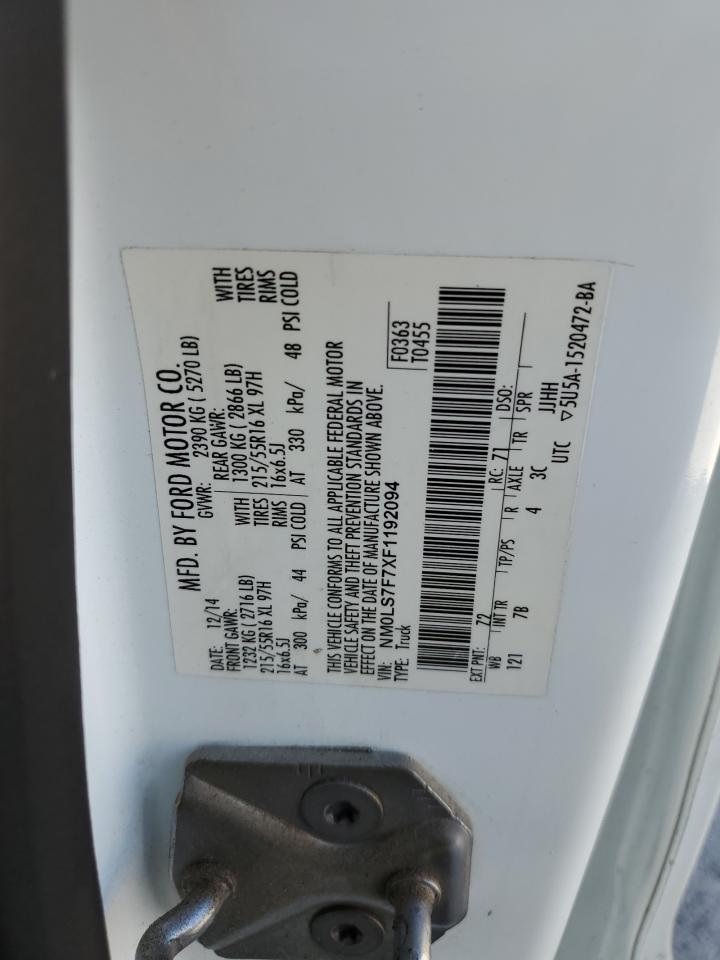 MFD. BY FORD MOTOR CO.
DATE: 12/14 GVWR: 2390 KG ( 5270 LB)
FRONT GAWR: REAR GAWR:
1232 KG ( 2716 LB) WITH 1300 KG ( 2866 LB) WITH
215/55R16 XL 97H TIRES 215/55R16 XL 97H TIRES
16x6.5J RIMS 16x6.5J RIMS
AT 300 kPa/ 44 PSI COLD AT 330 kPa/ 48 PSI COLD
THIS VEHICLE CONFORMS TO ALL APPLICABLE FEDERAL MOTOR
VEHICLE SAFETY AND THEFT PREVENTION STANDARDS IN
EFFECT ON THE DATE OF MANUFACTURE SHOWN ABOVE.
VIN: NM0LS7F7XF1192094 F0363
TYPE: Truck T0455
EXT PNT: 7Z RC: 71 DSO:
WB INT TR TP/PS R AXLE TR SPR
121 7B 4 3C JJHH
UTC ▽5U5A-1520472-BA